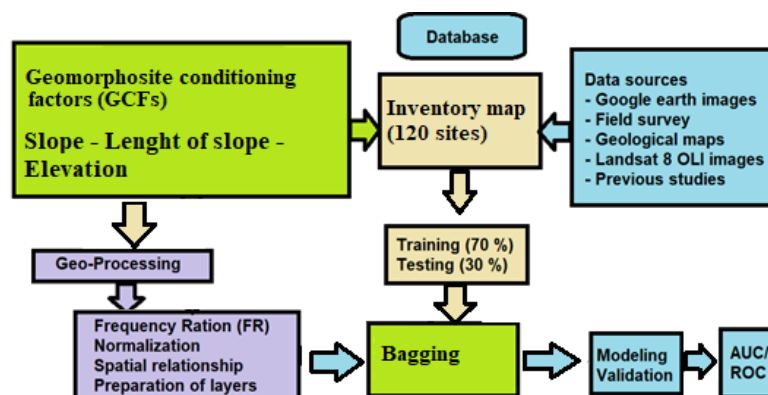 Database
Geomorphosite conditioning
factors (GCFs)
Slope - Lenght of slope -
Elevation
Inventory map
(120 sites)
Data sources
- Google earth images
- Field survey
- Geological maps
- Landsat 8 OLI images
- Previous studies
Geo-Processing
Training (70 %)
Testing (30 %)
Frequency Ration (FR)
Normalization
Spatial relationship
Preparation of layers
Bagging
Modeling
Validation
AUC/
ROC